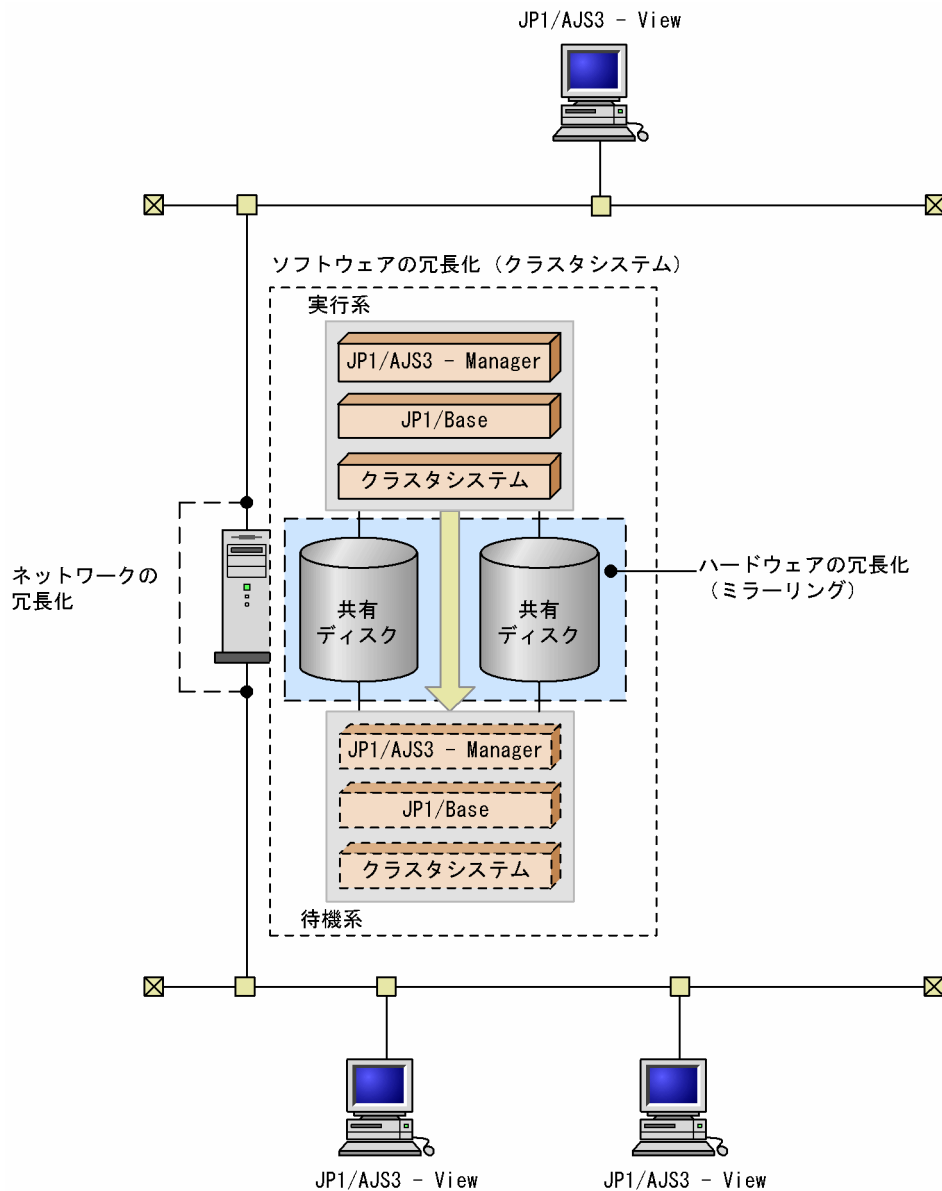 JP1/AJS3 - View
ソフトウェアの冗長化（クラスタシステム）
実行系
JP1/AJS3 - Manager
JP1/Base
クラスタシステム
ネットワークの
冗長化
共有
ディスク
共有
ディスク
ハードウェアの冗長化
（ミラーリング）
JP1/AJS3 - Manager
JP1/Base
クラスタシステム
待機系
JP1/AJS3 - View
JP1/AJS3 - View